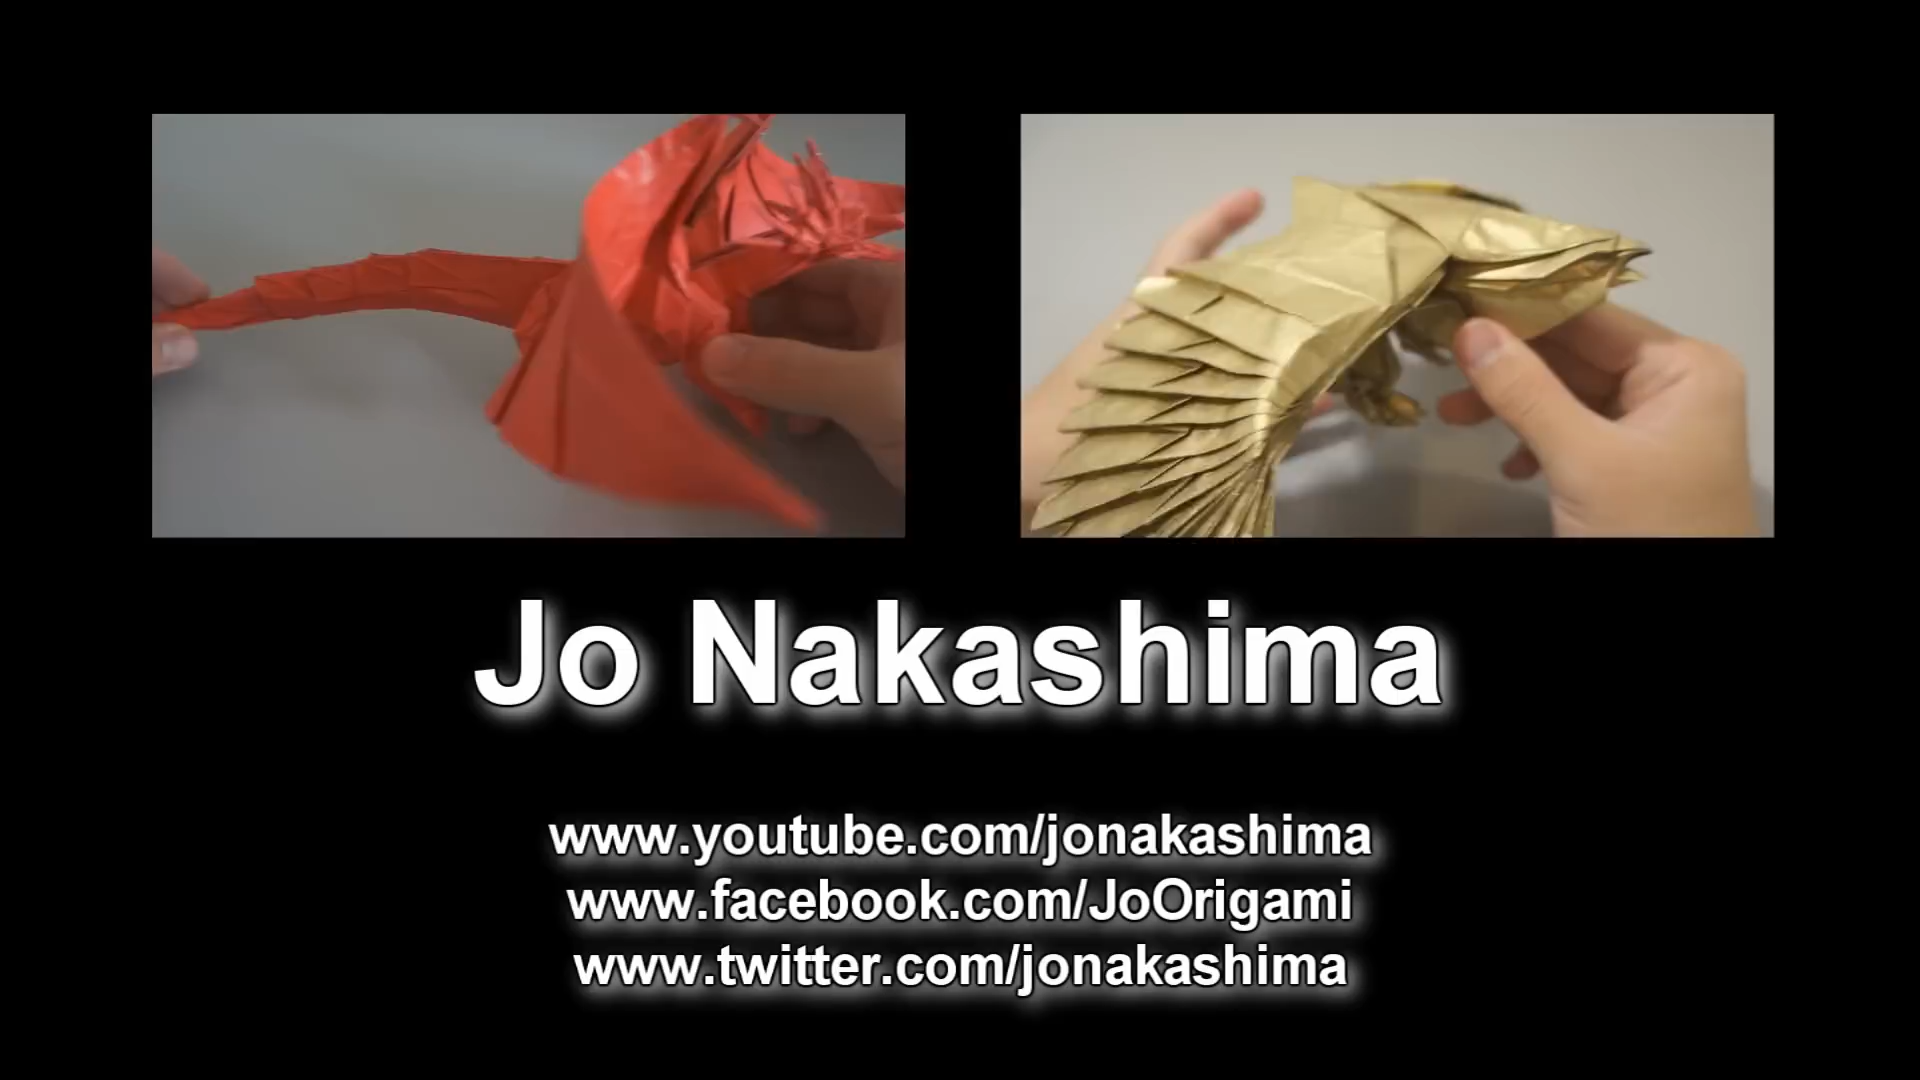 Jo Nakashima
www.youtube.com/jonakashima
www.facebook.com/JoOrigami
www.twitter.com/jonakashima